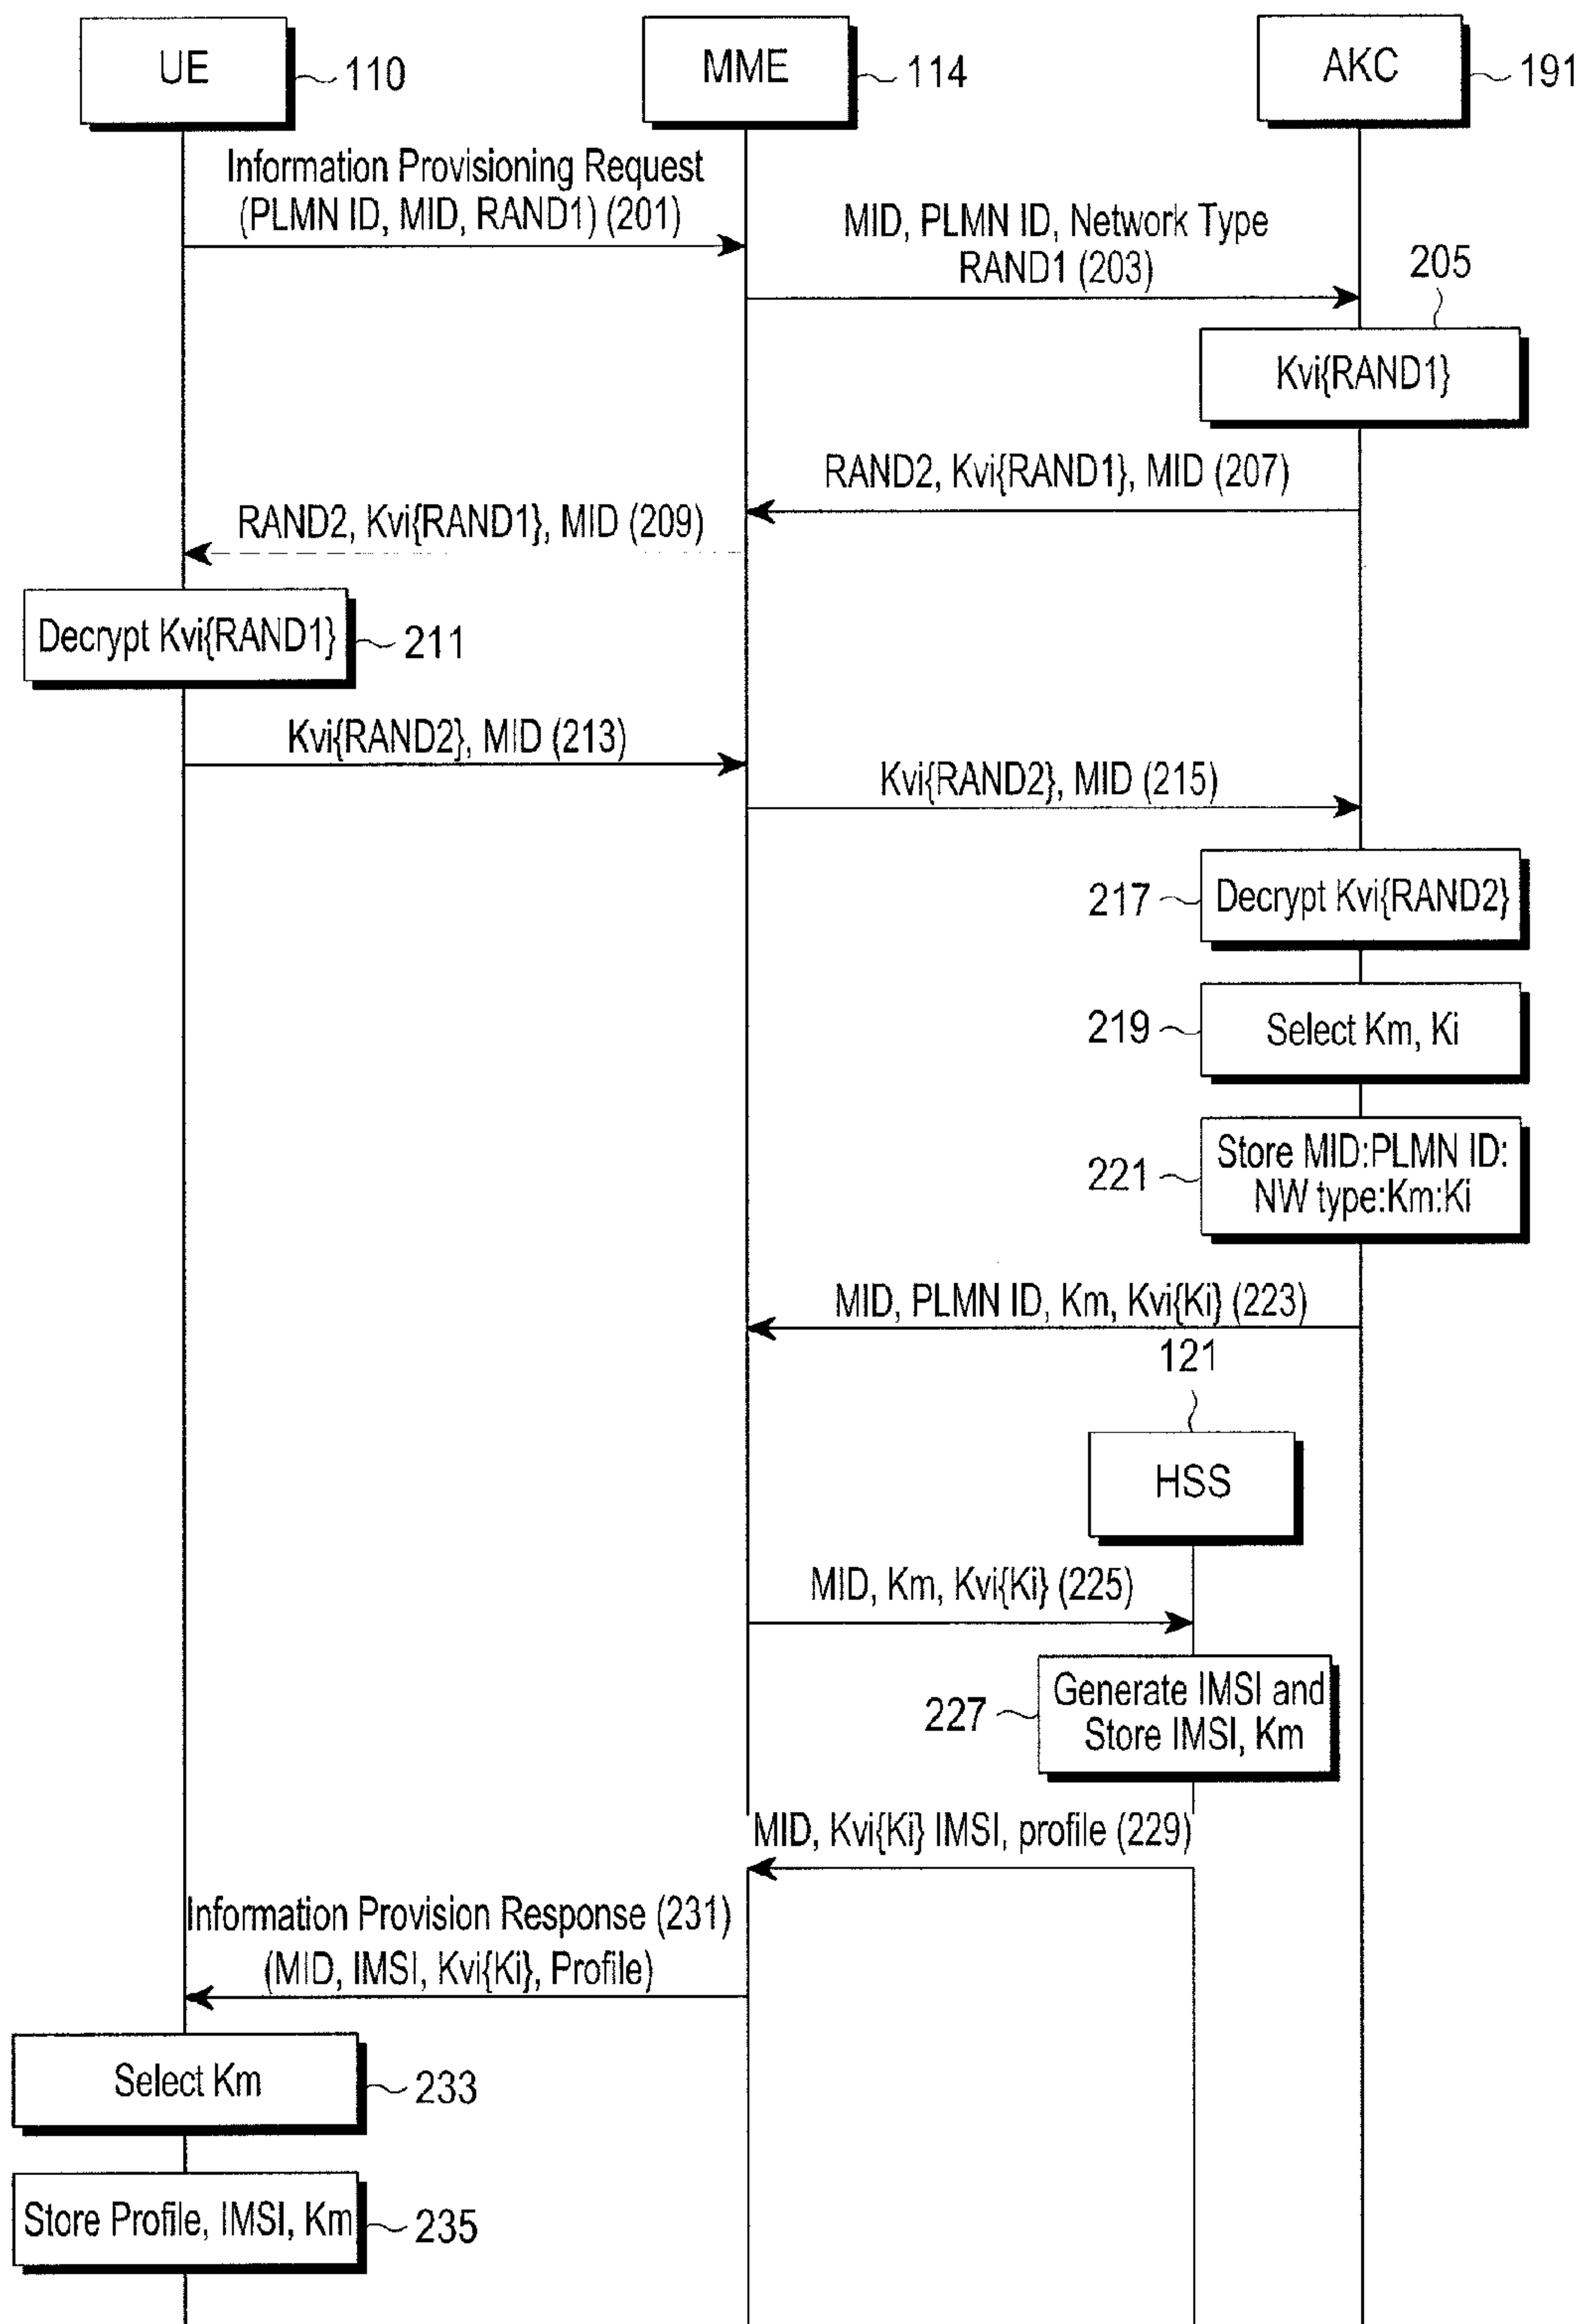 UE
110
MME
114
AKC
191
Information Provisioning Request
(PLMN ID, MID, RAND1) (201)
MID, PLMN ID, Network Type
RAND1 (203)
205
Kvi{RAND1}
RAND2, Kvi{RAND1}, MID (207)
RAND2, Kvi{RAND1}, MID (209)
Decrypt Kvi{RAND1}
211
Kvi{RAND2}, MID (213)
Kvi{RAND2}, MID (215)
217
Decrypt Kvi{RAND2}
219
Select Km, Ki
221
Store MID:PLMN ID:
NW type:Km:Ki
MID, PLMN ID, Km, Kvi{Ki} (223)
121
HSS
MID, Km, Kvi{Ki} (225)
227
Generate IMSI and
Store IMSI, Km
MID, Kvi{Ki} IMSI, profile (229)
Information Provision Response (231)
(MID, IMSI, Kvi{Ki}, Profile)
Select Km
233
Store Profile, IMSI, Km
235